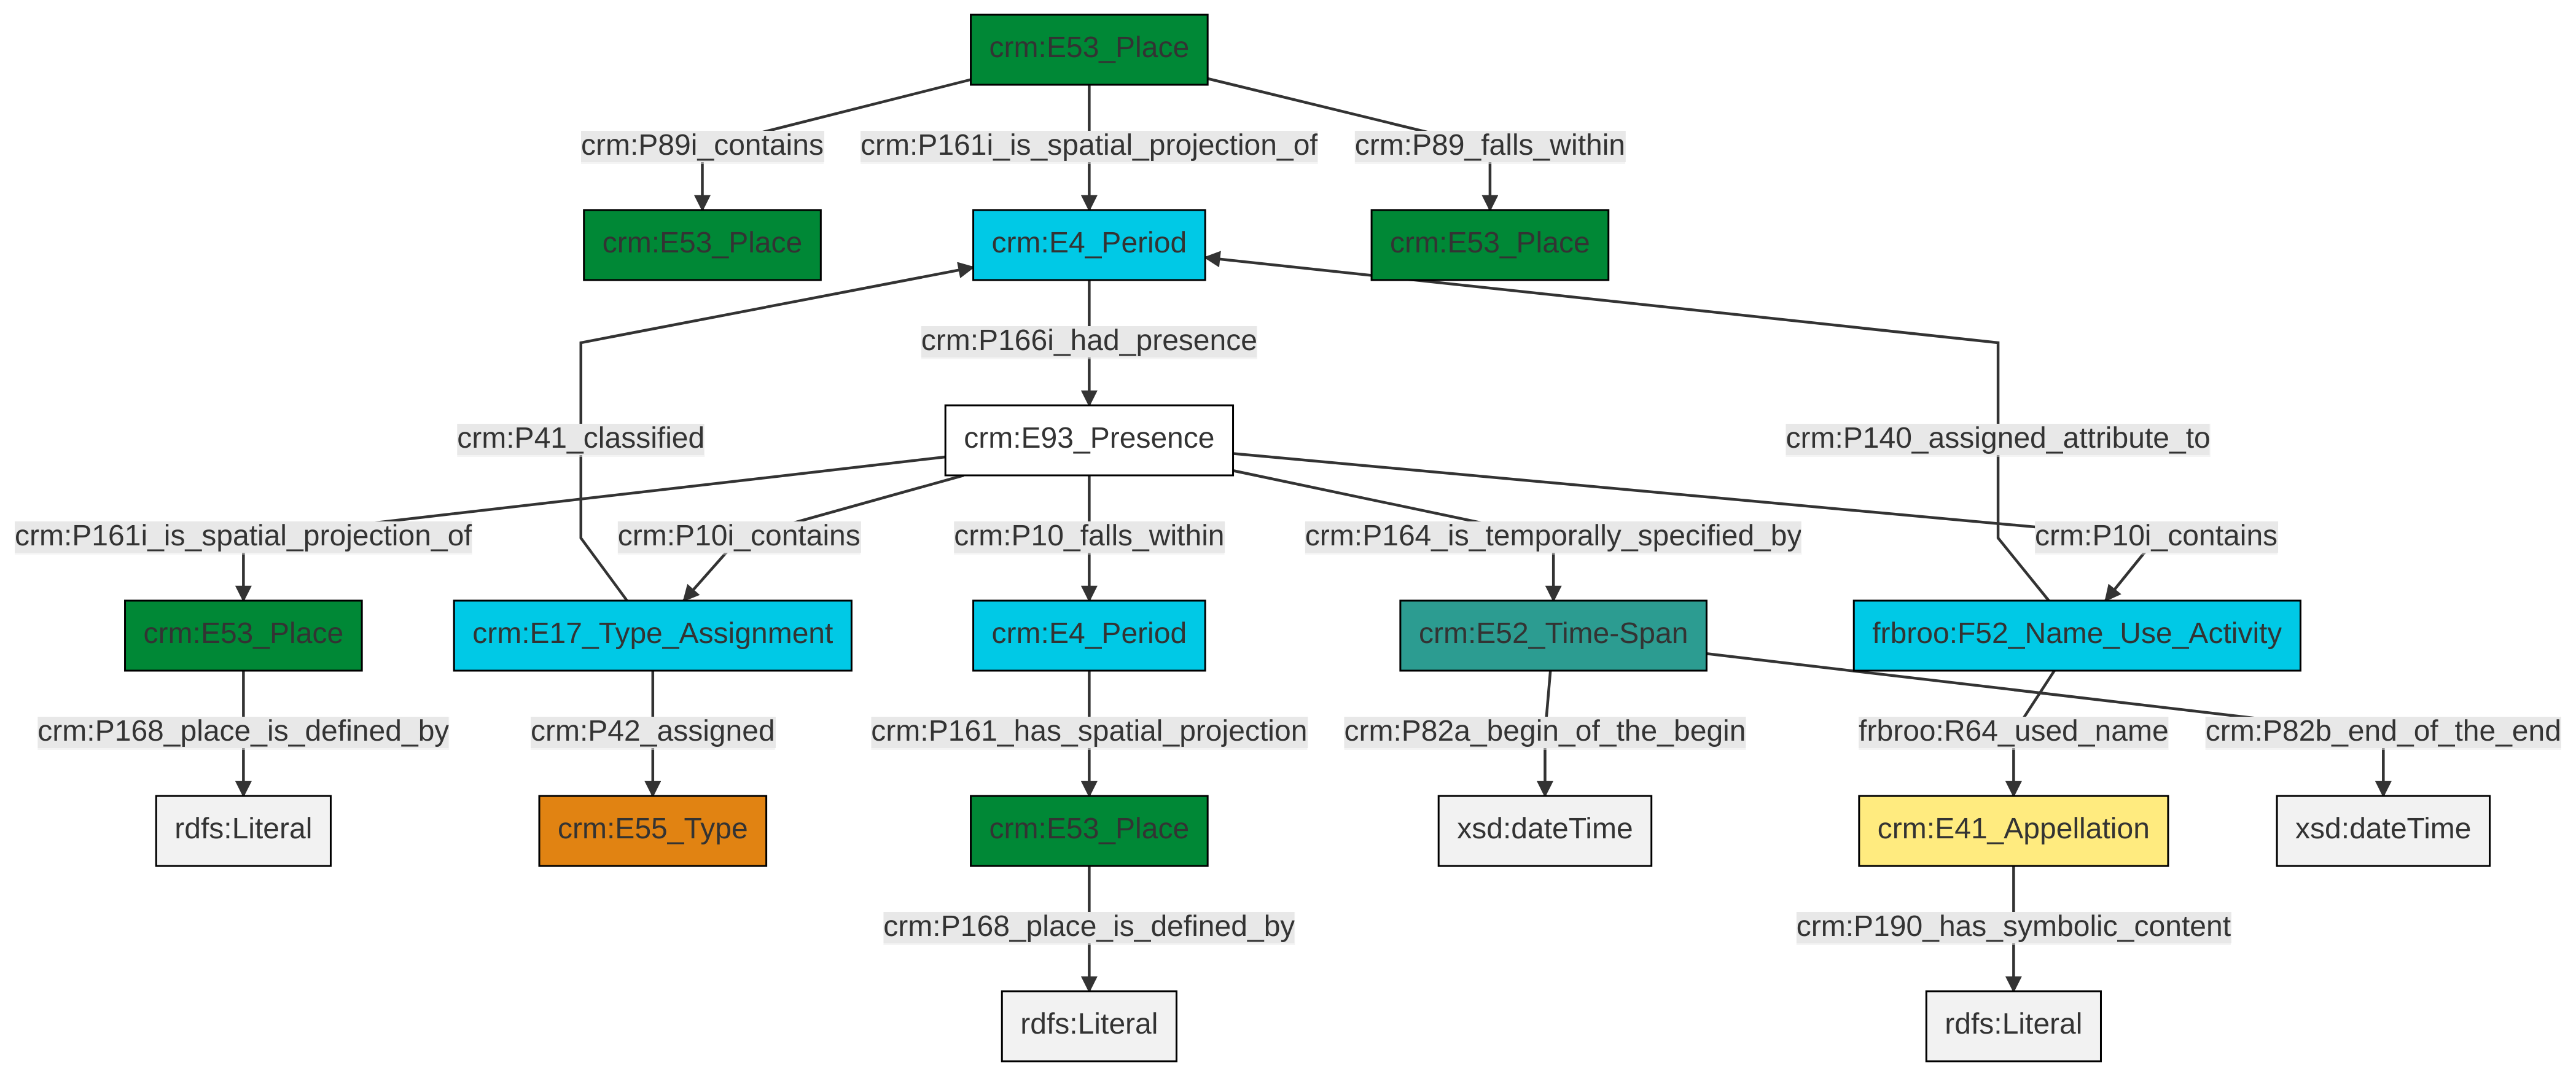 crm:E53_Place
crm:P89i_contains
crm:P161i_is_spatial_projection_of
crm:P89_falls_within
crm:E53_Place
crm:E4_Period
crm:E53_Place
crm:P166i_had_presence
crm:P41_classified
crm:E93_Presence
crm:P140_assigned_attribute_to
crm:P161i_is_spatial_projection_of
crm:P10i_contains
crm:P10_falls_within
crm:P164_is_temporally_specified_by
crm:P10i_contains
crm:E53_Place
crm:E17_Type_Assignment
crm:E4_Period
crm:E52_Time-Span
frbroo:F52_Name_Use_Activity
crm:P168_place_is_defined_by
crm:P42_assigned
crm:P161_has_spatial_projection
crm:P82a_begin_of_the_begin
frbroo:R64_used_name
crm:P82b_end_of_the_end
rdfs:Literal
crm:E55_Type
crm:E53_Place
xsd:dateTime
crm:E41_Appellation
xsd:dateTime
crm:P168_place_is_defined_by
crm:P190_has_symbolic_content
rdfs:Literal
rdfs:Literal